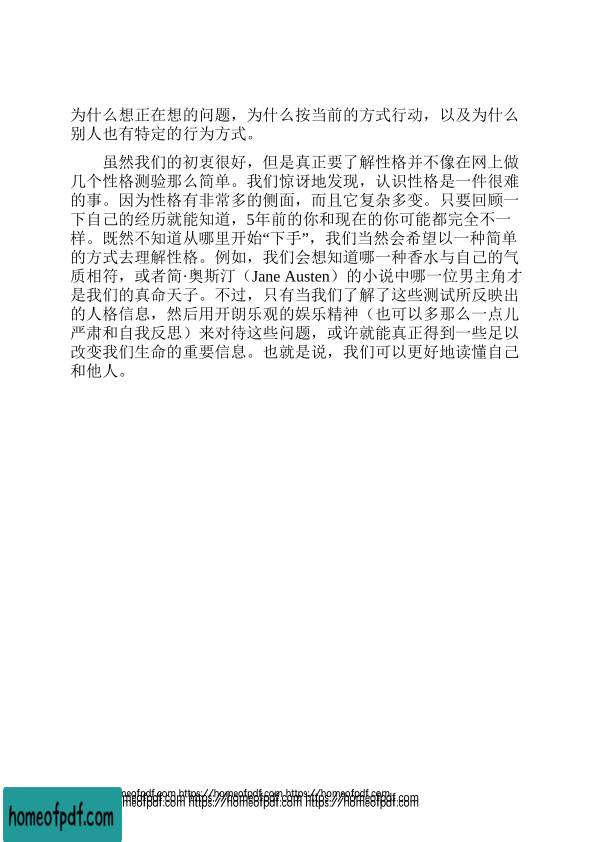 为什么想正在想的问题，为什么按当前的方式行动，以及为什么
别人也有特定的行为方式。
虽然我们的初衷很好，但是真正要了解性格并不像在网上做
几个性格测验那么简单。我们惊讶地发现，认识性格是一件很难
的事。因为性格有非常多的侧面，而且它复杂多变。只要回顾一
下自己的经历就能知道，5年前的你和现在的你可能都完全不一
样。既然不知道从哪里开始“下手”，我们当然会希望以一种简单
的方式去理解性格。例如，我们会想知道哪一种香水与自己的气
质相符，或者简·奥斯汀（Jane Austen）的小说中哪一位男主角才
是我们的真命天子。不过，只有当我们了解了这些测试所反映出
的人格信息，然后用开朗乐观的娱乐精神（也可以多那么一点儿
严肃和自我反思）来对待这些问题，或许就能真正得到一些足以
改变我们生命的重要信息。也就是说，我们可以更好地读懂自己
和他人。
https://homeofpdf.com https://homeofpdf.com
https://homeofpdf.com https://homeofpdf.com
homeofpdf.com